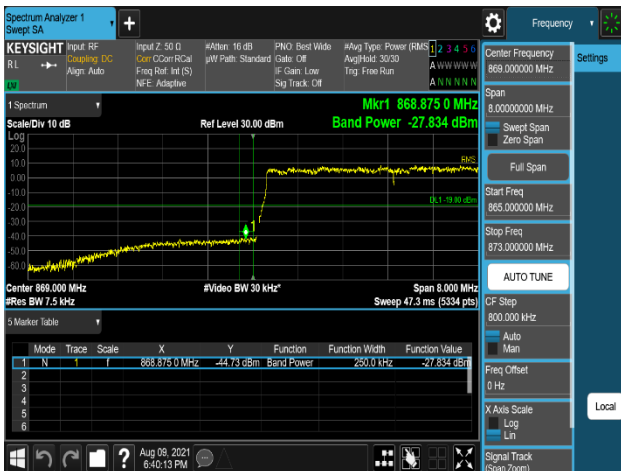 Spectrum Analyzer 1
Swept SA
Frequency
KEYSIGHT
RL
Input: RF
Coupling: DC
Align: Auto
Input Z: 50 Ω
Corr CCorr RCal
Freq Ref: Int (S)
NFE: Adaptive
#Atten: 16 dB
µW Path: Standard
PNO: Best Wide
Gate: Off
IF Gain: Low
Sig Track: Off
#Avg Type: Power (RMS)
Avg|Hold: 30/30
Trig: Free Run
1 2 3 4 5 6
A W W W W W
A N N N N N
1 Spectrum
Scale/Div 10 dB
Ref Level 30.00 dBm
Mkr1 868.875 0 MHz
Band Power -27.834 dBm
Log
20.0
10.0
0.00
-10.0
-20.0
-30.0
-40.0
-50.0
-60.0
RMS
DL1 -19.00 dBm
1
Center 869.000 MHz
#Res BW 7.5 kHz
#Video BW 30 kHz*
Span 8.000 MHz
Sweep 47.3 ms (5334 pts)
5 Marker Table
Mode Trace Scale X Y Function Function Width Function Value
1 N 1 f 868.875 0 MHz -44.73 dBm Band Power 250.0 kHz -27.834 dBm
2
3
4
5
6
Aug 09, 2021
6:40:13 PM
?
Center Frequency
869.000000 MHz
Span
8.00000000 MHz
Swept Span
Zero Span
Full Span
Start Freq
865.000000 MHz
Stop Freq
873.000000 MHz
AUTO TUNE
CF Step
800.000 kHz
Auto
Man
Freq Offset
0 Hz
X Axis Scale
Log
Lin
Signal Track
(Span Zoom)
Settings
Local